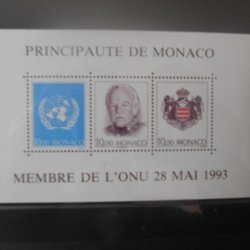 PRINCIPAUTE DE MONACO
10.00 MONACO 10.00 MONACO 10.00 MONACO
MEMBRE DE L'ONU 28 MAI 1993